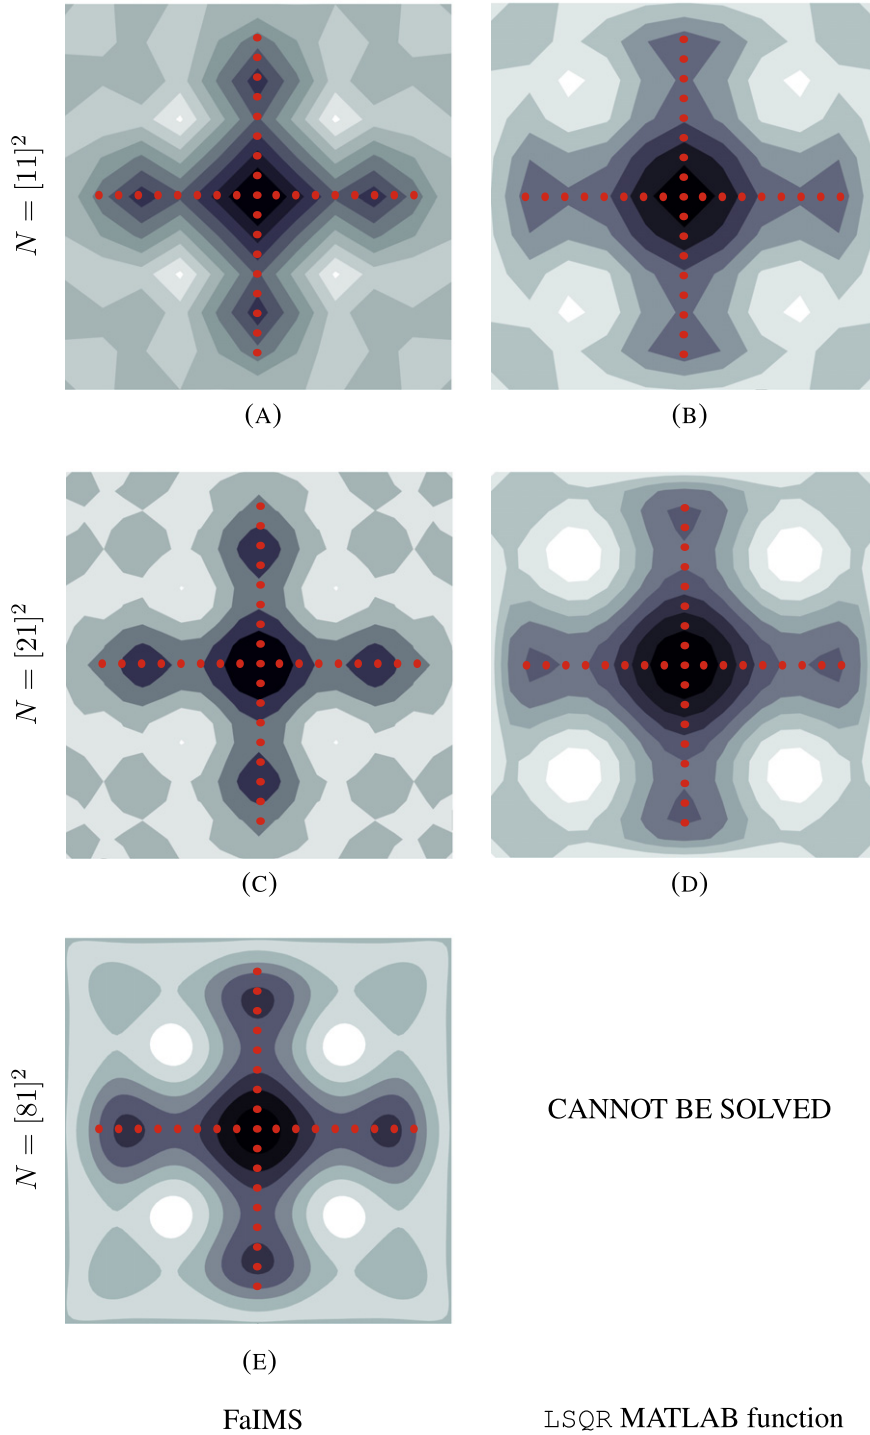 N = [11]²
(A)
(B)
N = [21]²
(C)
(D)
N = [81]²
CANNOT BE SOLVED
(E)
FaIMS
LSQR MATLAB function